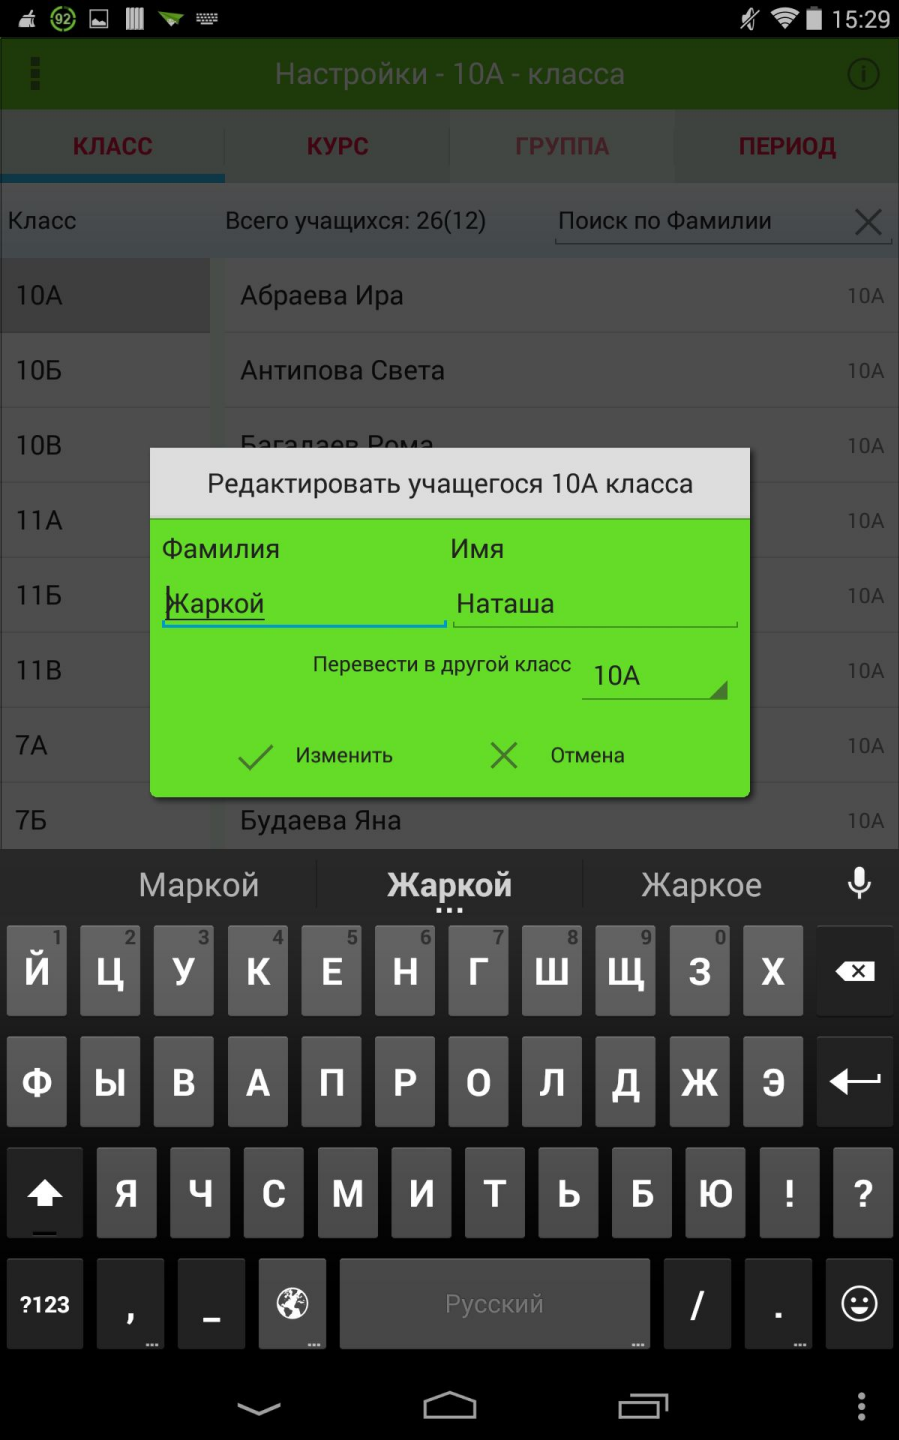 92 15:29
Настройки - 10А - класса
КЛАСС КУРС ГРУППА ПЕРИОД
Класс Всего учащихся: 26(12) Поиск по Фамилии
10А Абраева Ира 10А
10Б Антипова Света 10А
10В Багадаев Рома 10А
Редактировать учащегося 10А класса
11А 10А
Фамилия Имя
11Б Жаркой Наташа 10А
11В Перевести в другой класс 10А 10А
7А Изменить Отмена 10А
7Б Будаева Яна 10А
Маркой Жаркой Жаркое
1 2 3 4 5 6 7 8 9 0
Й Ц У К Е Н Г Ш Щ З Х
Ф Ы В А П Р О Л Д Ж Э
Я Ч С М И Т Ь Б Ю ! ?
?123 , _ Русский / .